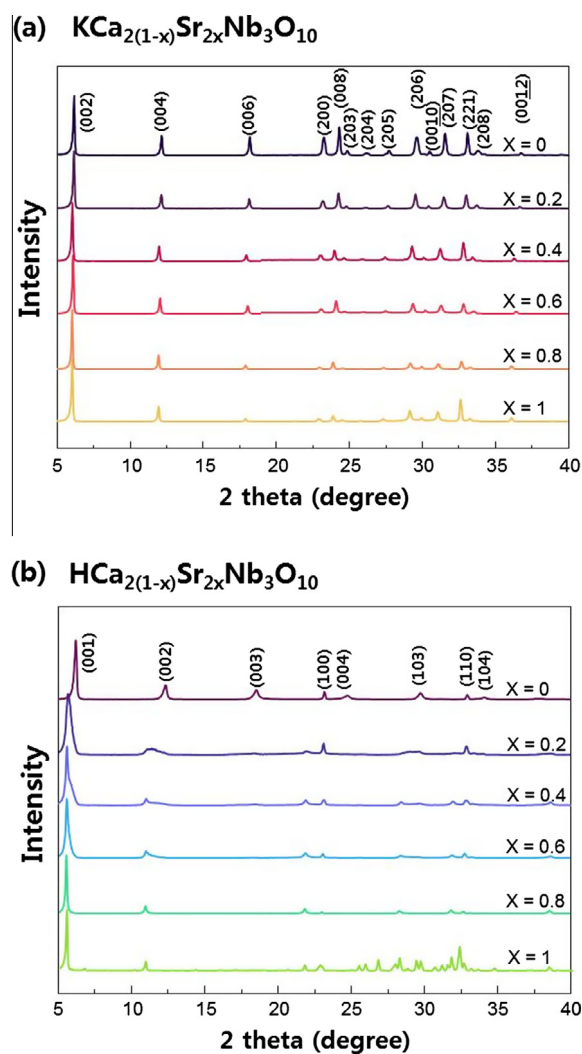 (a) KCa₂₍₁₋ₓ₎Sr₂ₓNb₃O₁₀
(002) (004) (006) (200) (008) (203) (204) (205) (206) (0010) (207) (221) (208) (0012)
X = 0
X = 0.2
X = 0.4
X = 0.6
X = 0.8
X = 1
Intensity
5 10 15 20 25 30 35 40
2 theta (degree)
(b) HCa₂₍₁₋ₓ₎Sr₂ₓNb₃O₁₀
(001) (002) (003) (100) (004) (103) (110) (104)
X = 0
X = 0.2
X = 0.4
X = 0.6
X = 0.8
X = 1
Intensity
5 10 15 20 25 30 35 40
2 theta (degree)